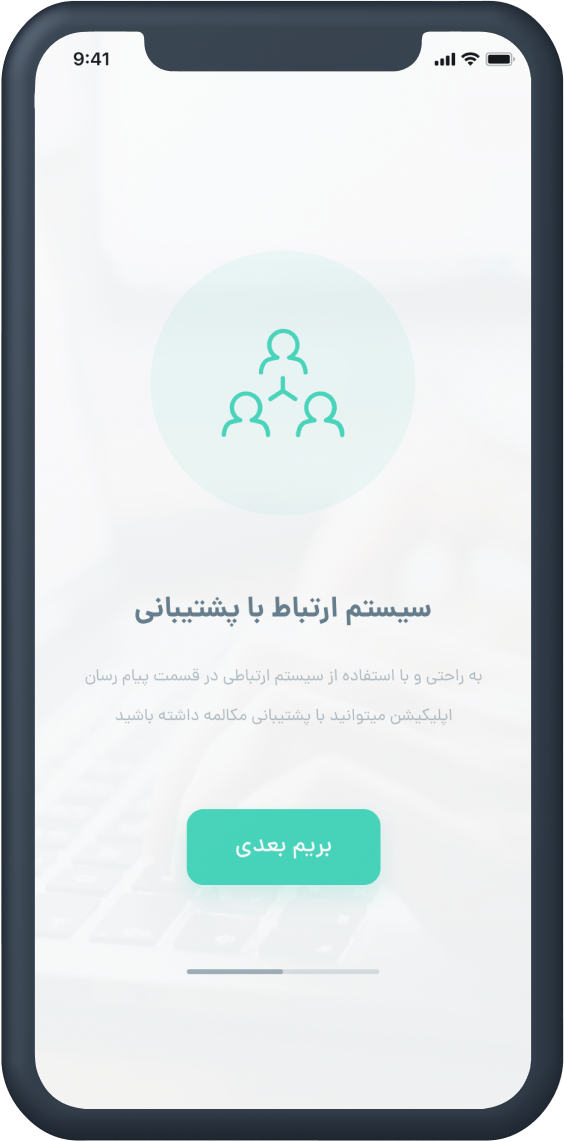 9:41
سیستم ارتباط با پشتیبانی
به راحتی و با استفاده از سیستم ارتباطی در قسمت پیام رسان
اپلیکیشن میتوانید با پشتیبانی مکالمه داشته باشید
بریم بعدی